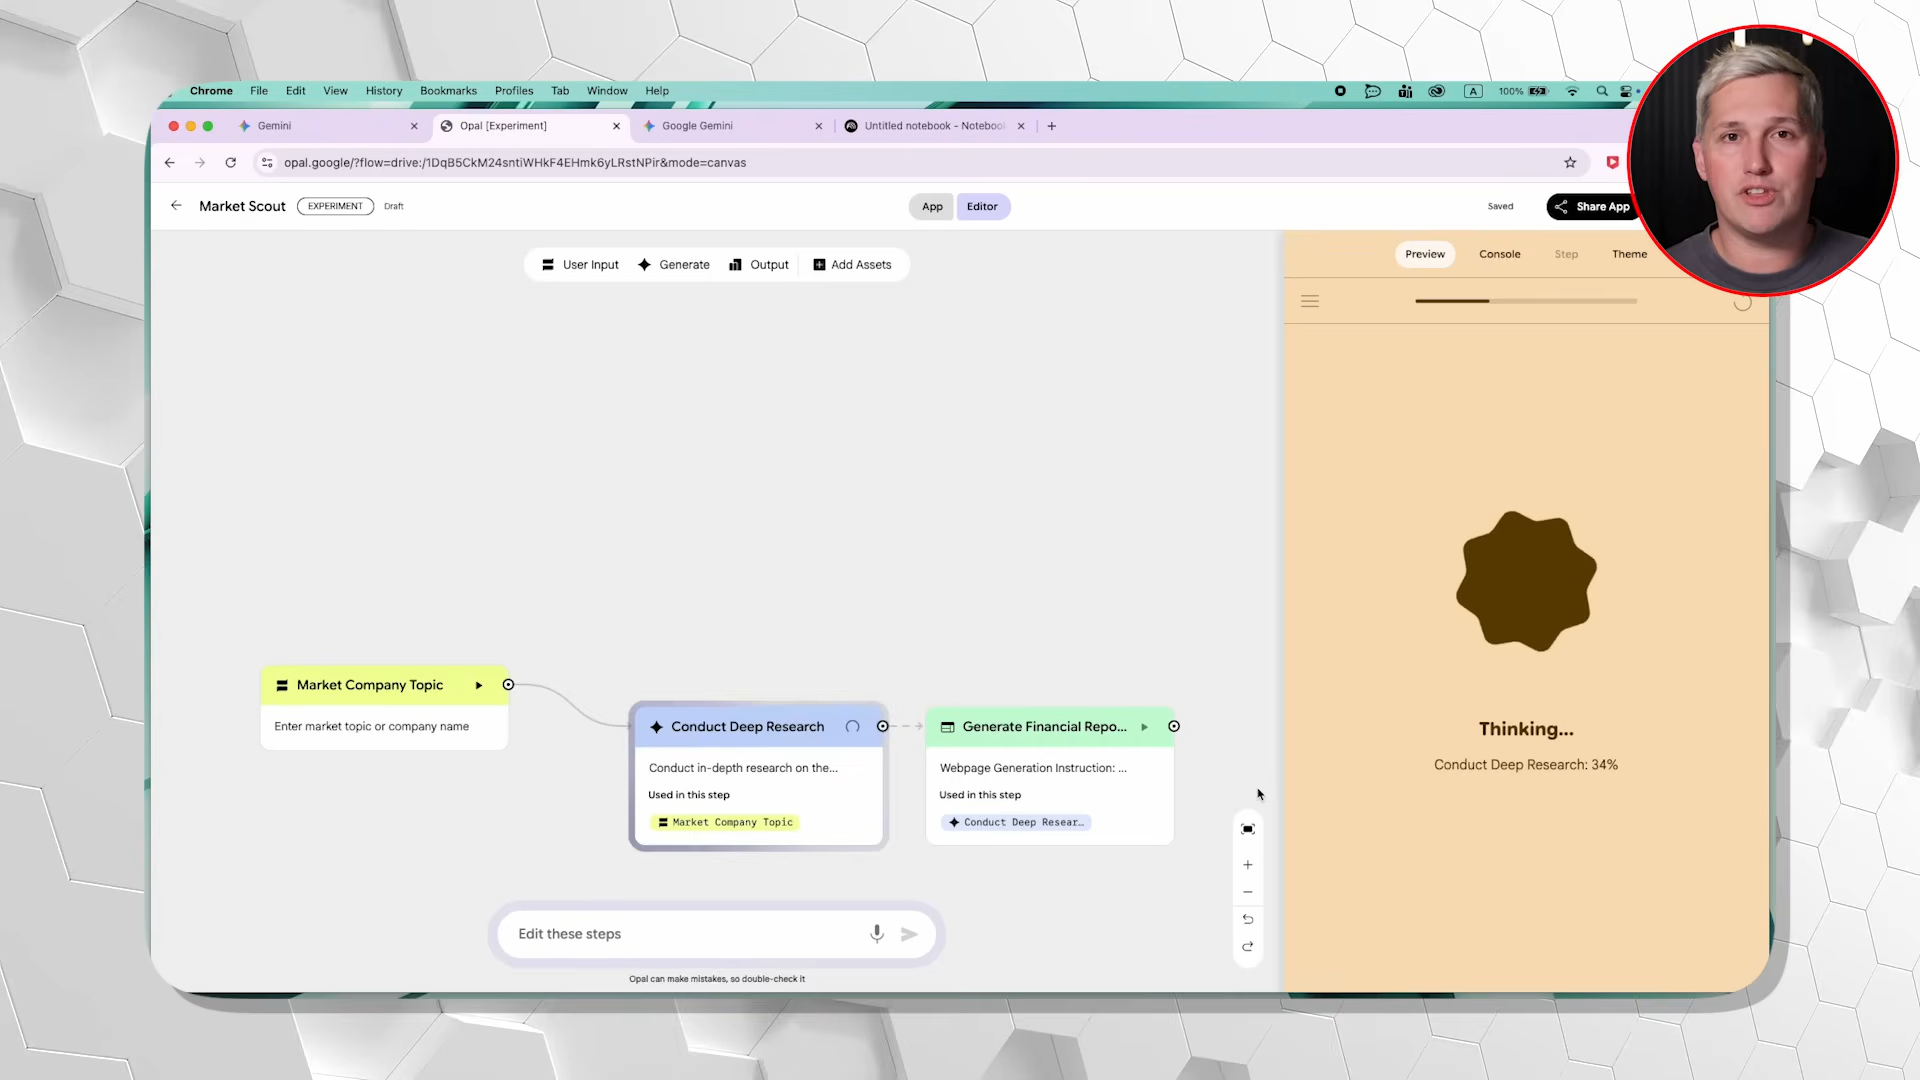 Chrome File Edit View History Bookmarks Profiles Tab Window Help
A 100%
Gemini
Opal [Experiment]
Google Gemini
Untitled notebook - Notebook
opal.google/?flow=drive:/1DqB5CkM24sntiWHkF4EHmk6yLRstNPir&mode=canvas
Market Scout EXPERIMENT Draft
App Editor
Saved
Share App
User Input Generate Output Add Assets
Preview Console Step Theme
Market Company Topic
Enter market topic or company name
Conduct Deep Research
Conduct in-depth research on the...
Used in this step
Market Company Topic
Generate Financial Repo...
Webpage Generation Instruction: ...
Used in this step
Conduct Deep Resear...
Thinking...
Conduct Deep Research: 34%
Edit these steps
Opal can make mistakes, so double-check it